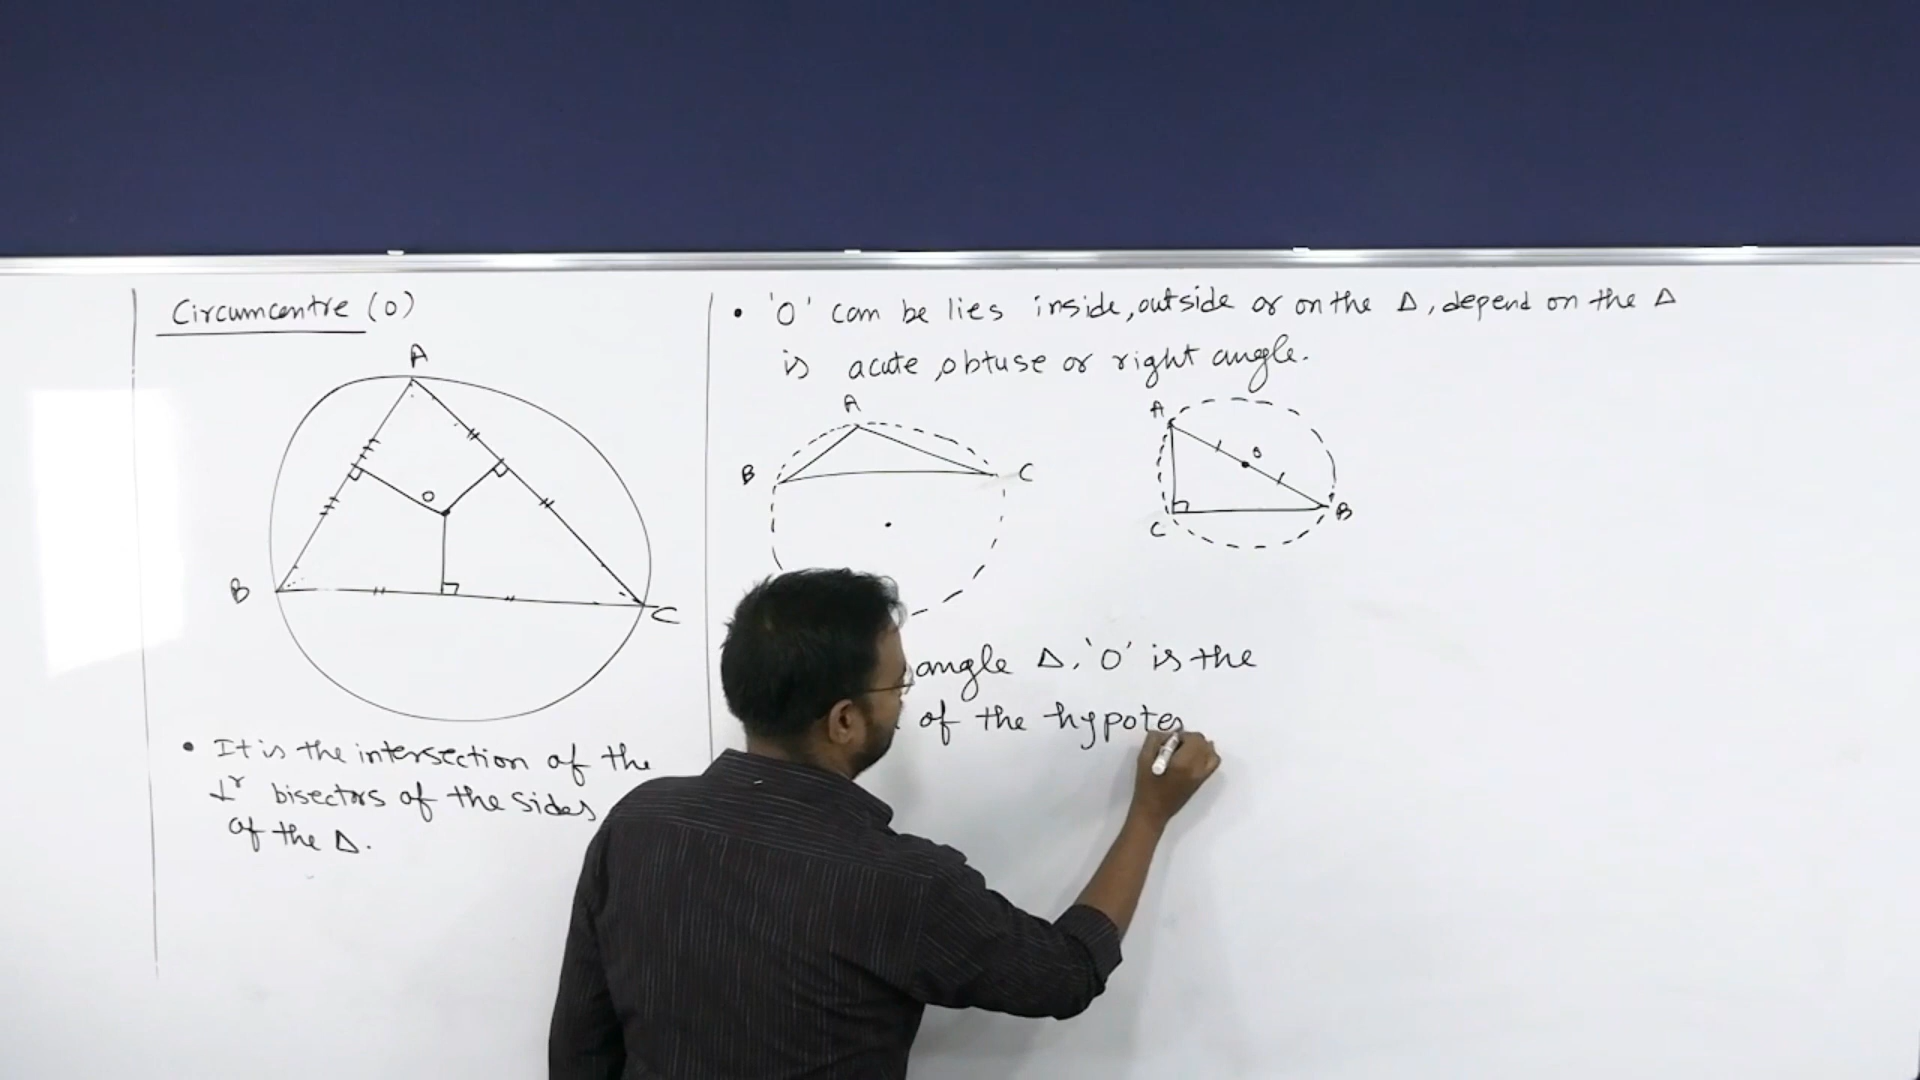 Circumcentre (O)
A
O
B
C
• It is the intersection of the
⊥r bisectors of the sides
of the Δ.
• 'O' can be lies inside, outside or on the Δ, depend on the Δ
is acute, obtuse or right angle.
A
B
C
A
O
C
B
angle Δ, 'O' is the
of the hypotes